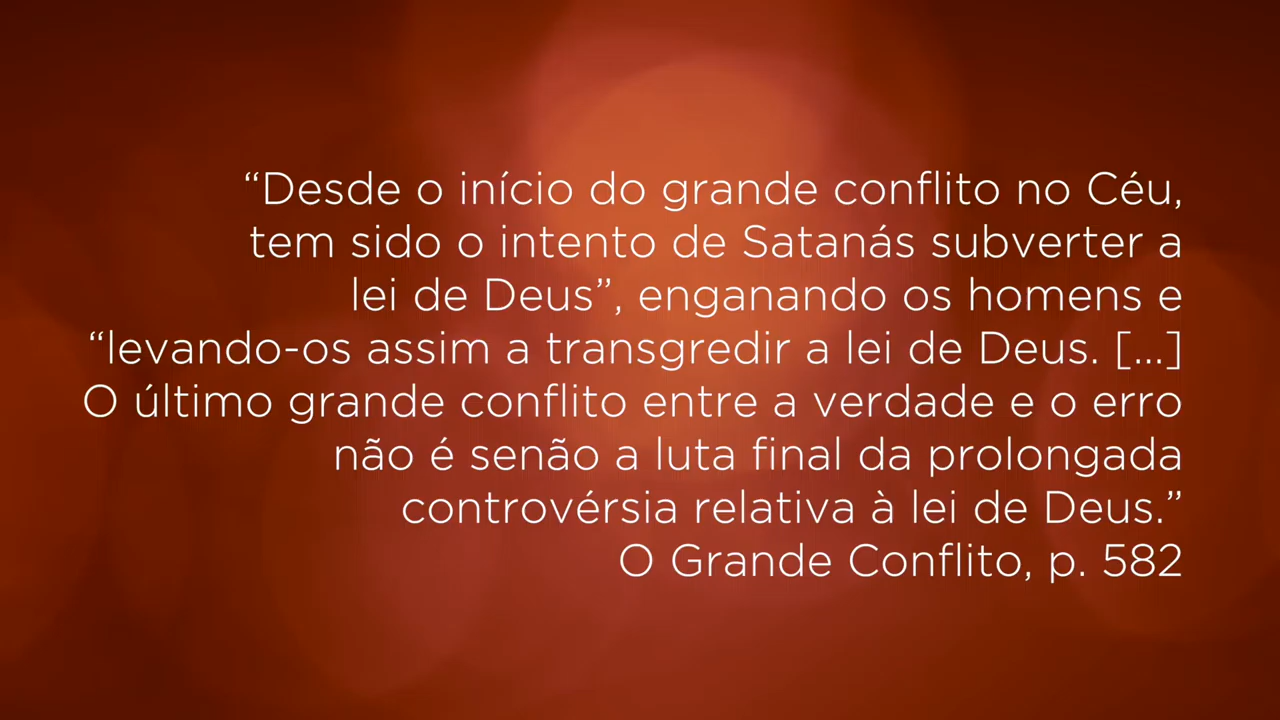 “Desde o início do grande conflito no Céu,
tem sido o intento de Satanás subverter a
lei de Deus”, enganando os homens e
“levando-os assim a transgredir a lei de Deus. [...]
O último grande conflito entre a verdade e o erro
não é senão a luta final da prolongada
controvérsia relativa à lei de Deus.”
O Grande Conflito, p. 582